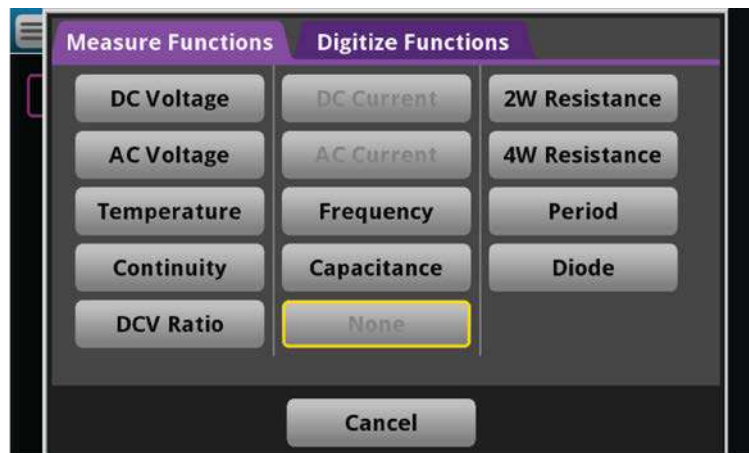 Measure Functions Digitize Functions
DC Voltage DC Current 2W Resistance
AC Voltage AC Current 4W Resistance
Temperature Frequency Period
Continuity Capacitance Diode
DCV Ratio None
Cancel